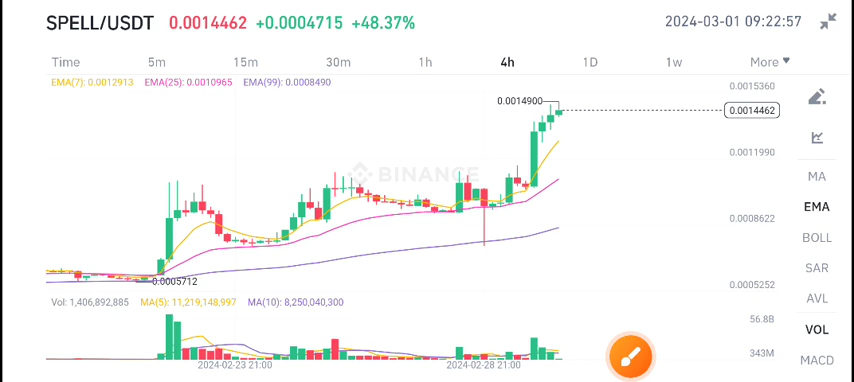 SPELL/USDT 0.0014462 +0.0004715 +48.37% 2024-03-01 09:22:57
Time 5m 15m 30m 1h 4h 1D 1w More
EMA(7): 0.0012913 EMA(25): 0.0010965 EMA(99): 0.0008490
0.0015360
0.0014900
0.0014462
0.0011990
BINANCE
0.0008622
0.0005712
0.0005252
MA
EMA
BOLL
SAR
AVL
VOL
MACD
Vol: 1,406,892,885 MA(5): 11,219,148,997 MA(10): 8,250,040,300
56.8B
343M
2024-02-23 21:00 2024-02-28 21:00